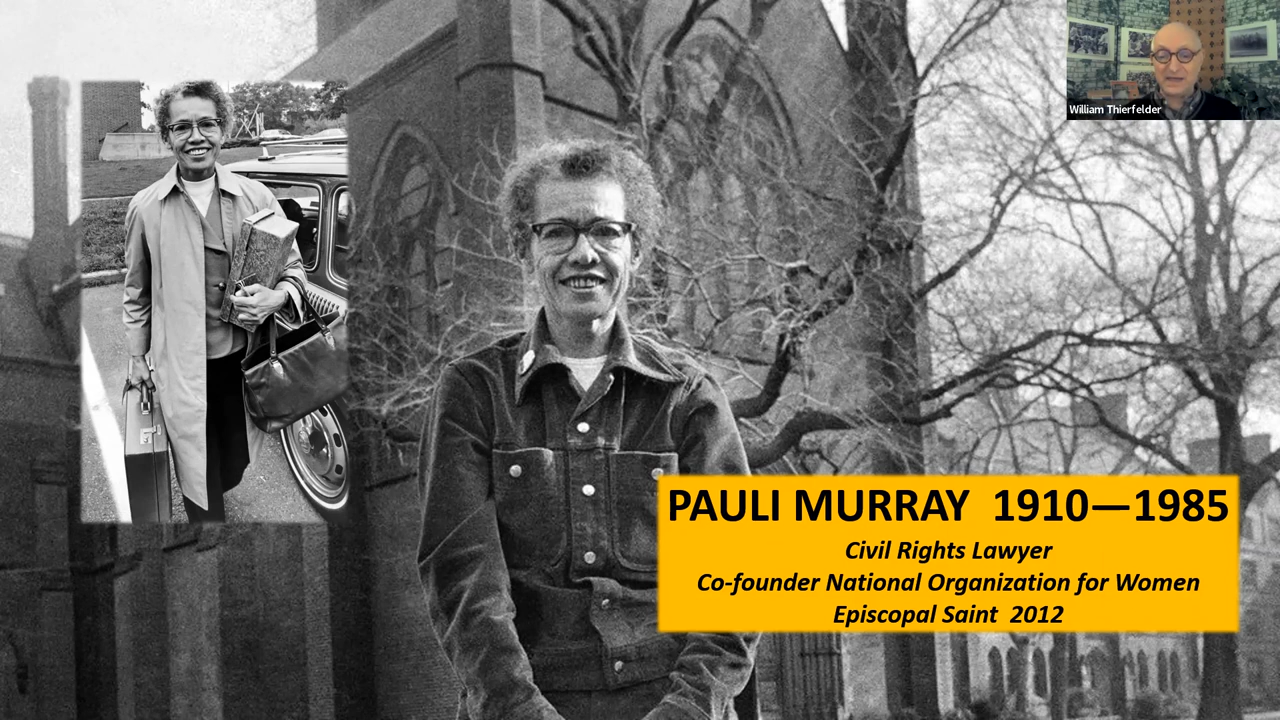 William Thierfelder
PAULI MURRAY 1910—1985
Civil Rights Lawyer
Co-founder National Organization for Women
Episcopal Saint 2012